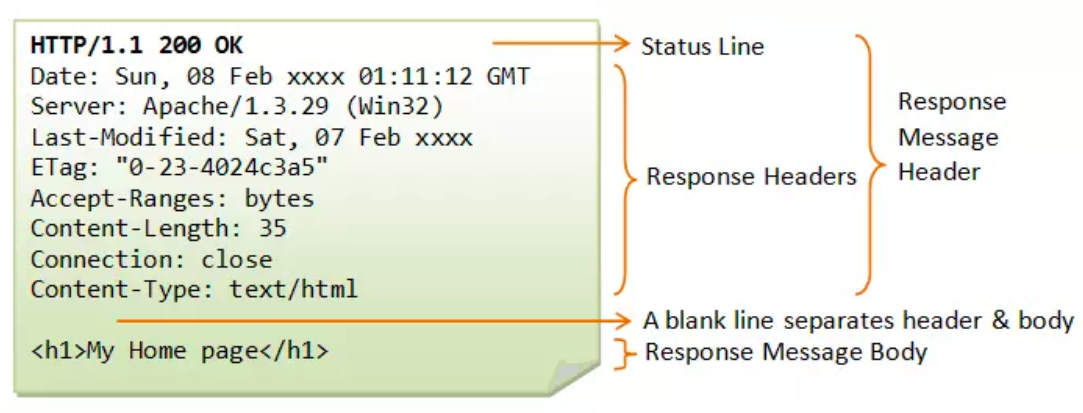 HTTP/1.1 200 OK
Date: Sun, 08 Feb xxxx 01:11:12 GMT
Server: Apache/1.3.29 (Win32)
Last-Modified: Sat, 07 Feb xxxx
ETag: "0-23-4024c3a5"
Accept-Ranges: bytes
Content-Length: 35
Connection: close
Content-Type: text/html
<h1>My Home page</h1>
Status Line
Response Headers
Response
Message
Header
A blank line separates header & body
Response Message Body